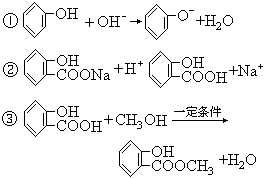 ① OH + OH⁻ → O⁻ + H₂O
② OH COONa + H⁺ OH COOH + Na⁺
③ OH COOH + CH₃OH 一定条件
OH COOCH₃ + H₂O